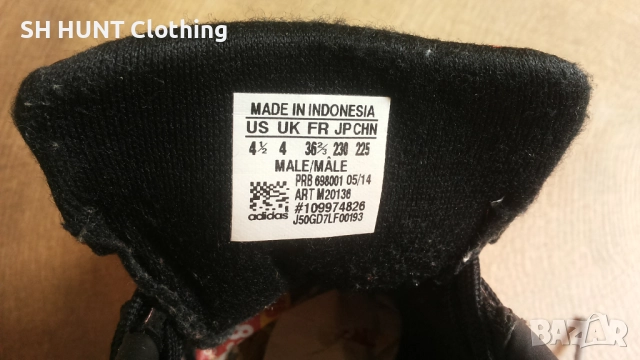 SH HUNT Clothing
MADE IN INDONESIA
US UK FR JP CHN
4½ 4 36⅔ 230 225
MALE/MÂLE
PRB 698001 05/14
ART M20136
#109974826
adidas
J50GD7LF00193
BAZAR